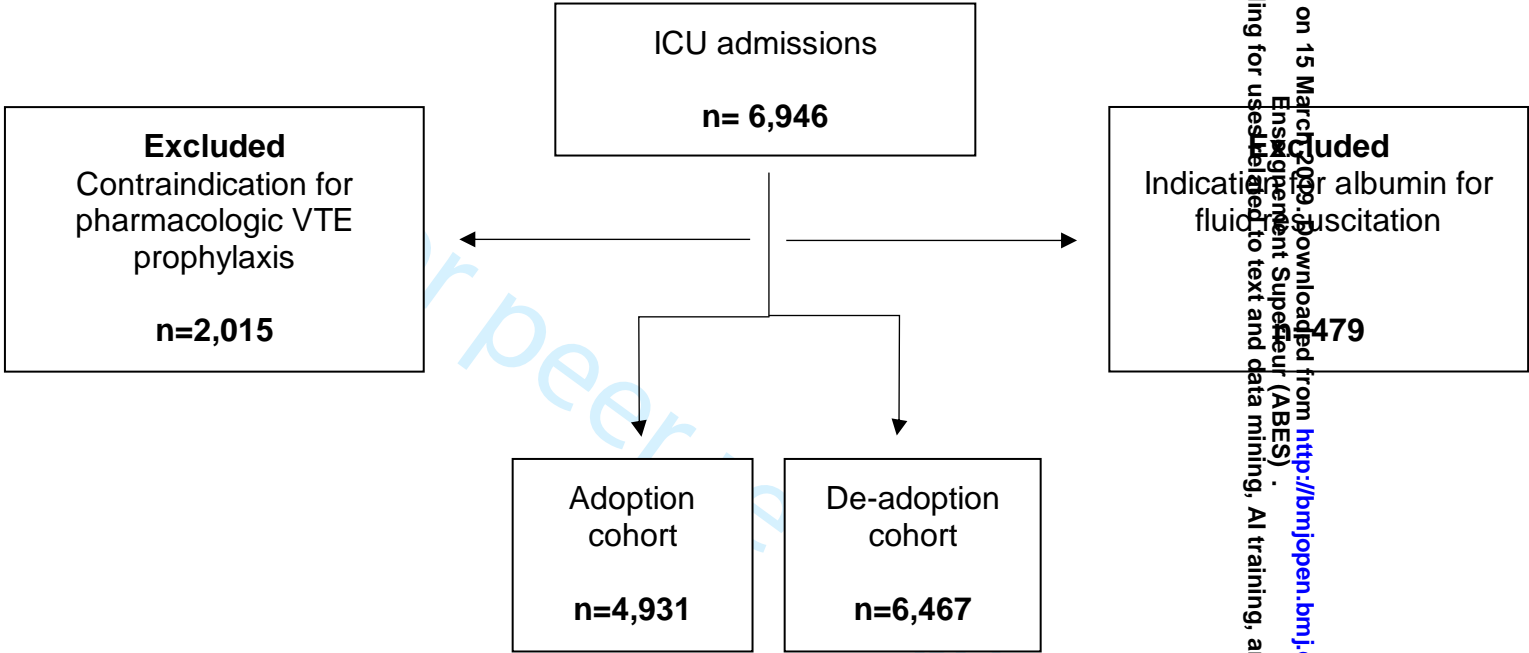 ICU admissions
n= 6,946
Excluded
Contraindication for
pharmacologic VTE
prophylaxis
n=2,015
Excluded
Indication for albumin for
fluid resuscitation
n=479
Adoption
cohort
n=4,931
De-adoption
cohort
n=6,467
peer
on 15 March 2009. Downloaded from http://bmjopen.bmj.
Enseignement Superieur (ABES) .
for uses related to text and data mining, AI training,